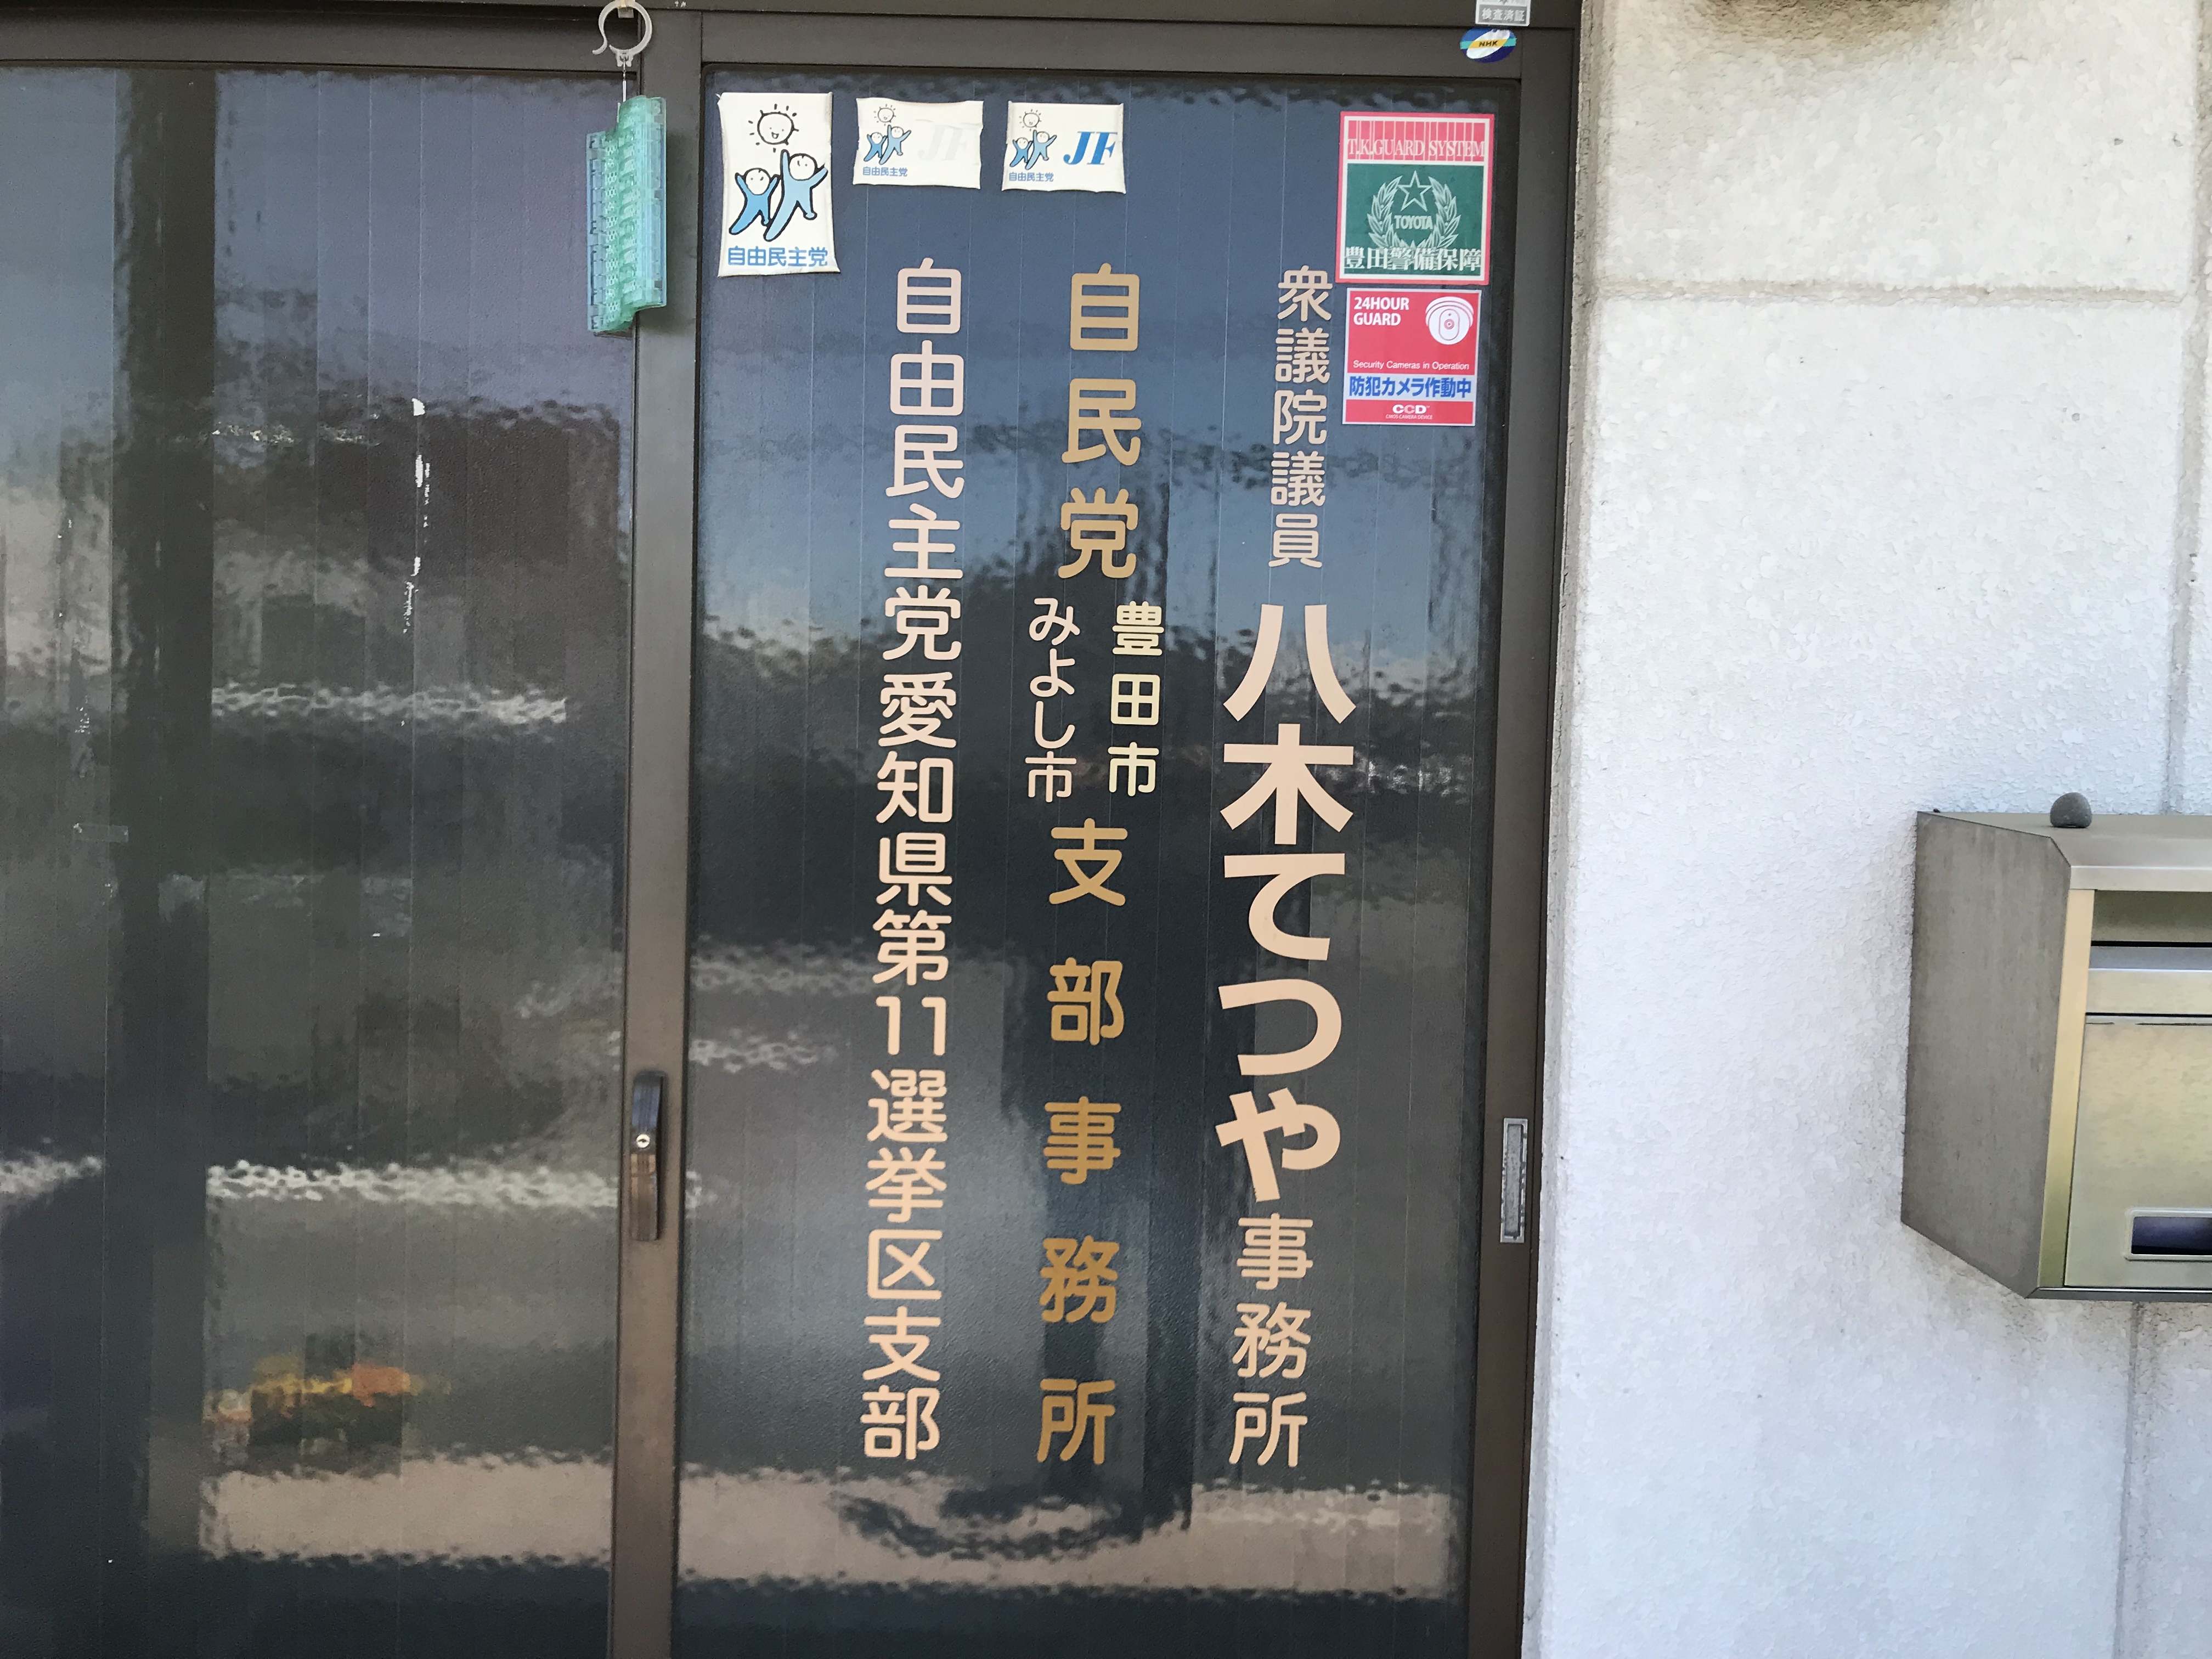 検査済証
NHK
自由民主党
自由民主党
JF
自由民主党
JF
T.K.GUARD SYSTEM
TOYOTA
豊田警備保障
24HOUR
GUARD
Security Cameras in Operation
防犯カメラ作動中
CCD
衆議院議員 八木てつや事務所
自民党 豊田市 みよし市 支部事務所
自由民主党愛知県第11選挙区支部